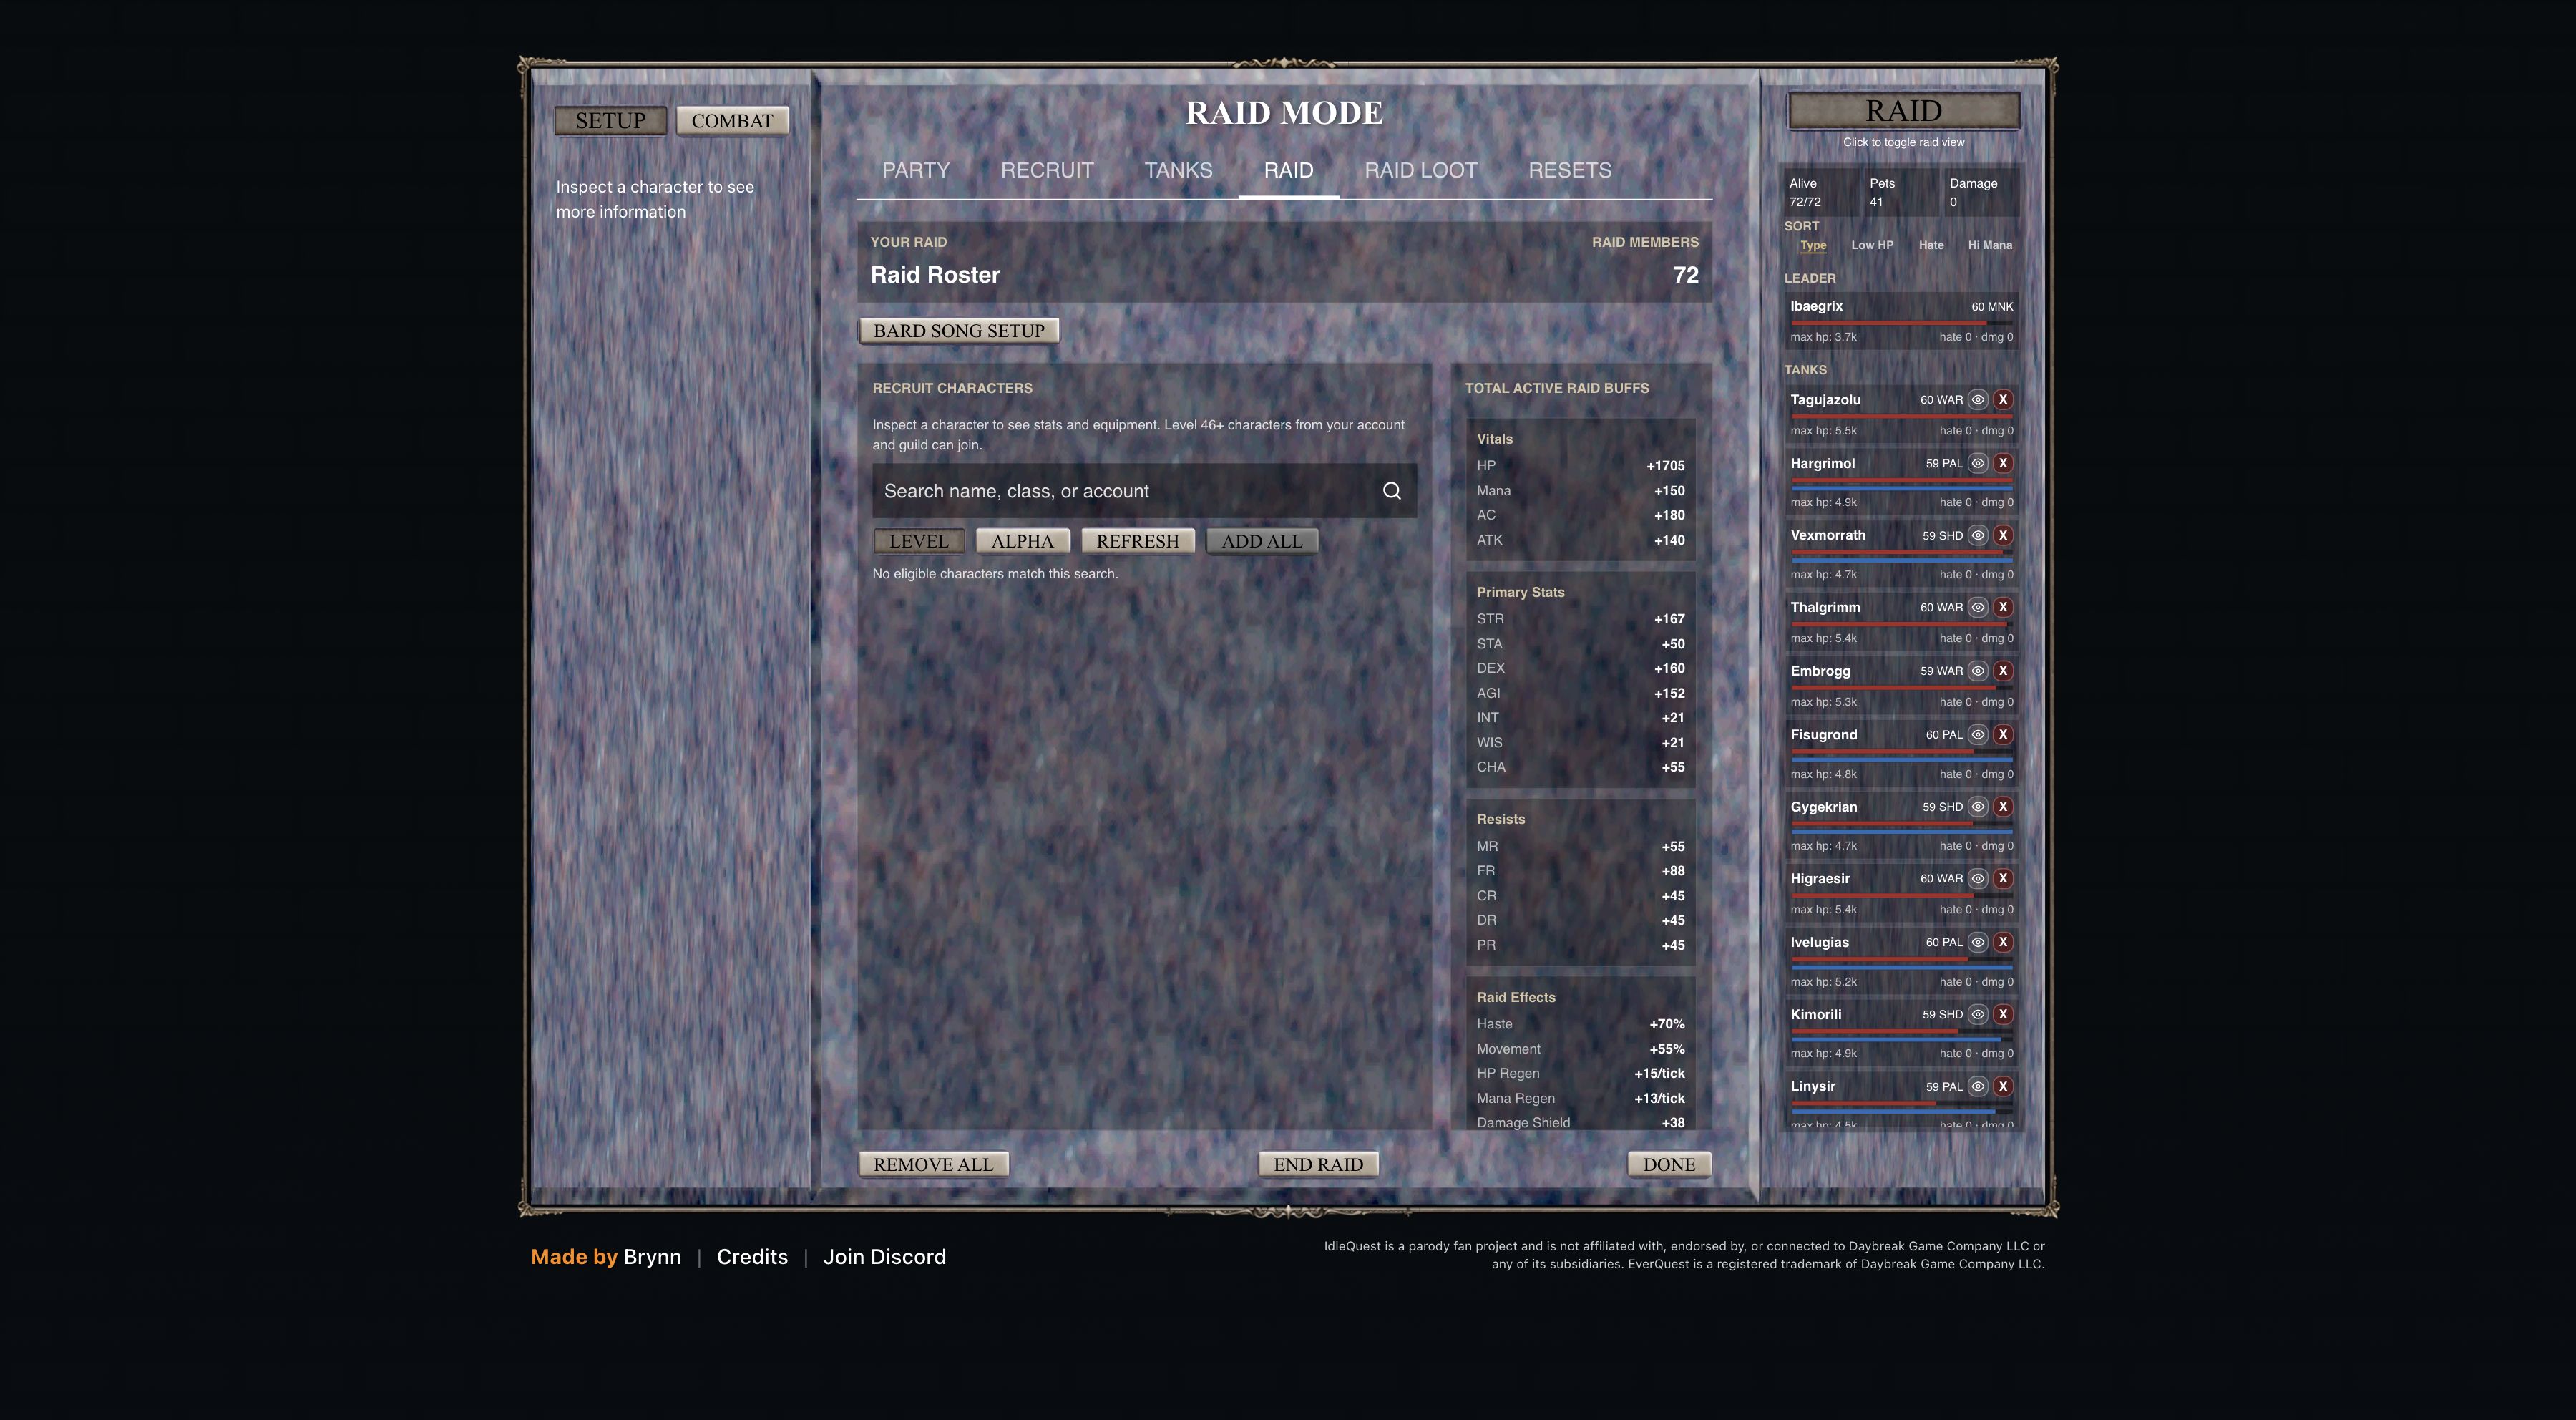 SETUP
COMBAT
Inspect a character to see
more information
RAID MODE
PARTY
RECRUIT
TANKS
RAID
RAID LOOT
RESETS
YOUR RAID
RAID MEMBERS
Raid Roster
72
BARD SONG SETUP
RECRUIT CHARACTERS
Inspect a character to see stats and equipment. Level 46+ characters from your account
and guild can join.
Search name, class, or account
LEVEL
ALPHA
REFRESH
ADD ALL
No eligible characters match this search.
TOTAL ACTIVE RAID BUFFS
Vitals
HP +1705
Mana +150
AC +180
ATK +140
Primary Stats
STR +167
STA +50
DEX +160
AGI +152
INT +21
WIS +21
CHA +55
Resists
MR +55
FR +88
CR +45
DR +45
PR +45
Raid Effects
Haste +70%
Movement +55%
HP Regen +15/tick
Mana Regen +13/tick
Damage Shield +38
REMOVE ALL
END RAID
DONE
RAID
Click to toggle raid view
Alive Pets Damage
72/72 41 0
SORT
Type Low HP Hate Hi Mana
LEADER
Ibaegrix 60 MNK
max hp: 3.7k hate 0 · dmg 0
TANKS
Tagujazolu 60 WAR X
max hp: 5.5k hate 0 · dmg 0
Hargrimol 59 PAL X
max hp: 4.9k hate 0 · dmg 0
Vexmorrath 59 SHD X
max hp: 4.7k hate 0 · dmg 0
Thalgrimm 60 WAR X
max hp: 5.4k hate 0 · dmg 0
Embrogg 59 WAR X
max hp: 5.3k hate 0 · dmg 0
Fisugrond 60 PAL X
max hp: 4.8k hate 0 · dmg 0
Gygekrian 59 SHD X
max hp: 4.7k hate 0 · dmg 0
Higraesir 60 WAR X
max hp: 5.4k hate 0 · dmg 0
Ivelugias 60 PAL X
max hp: 5.2k hate 0 · dmg 0
Kimorili 59 SHD X
max hp: 4.9k hate 0 · dmg 0
Linysir 59 PAL X
max hp: 4.5k hate 0 · dmg 0
Made by Brynn | Credits | Join Discord
IdleQuest is a parody fan project and is not affiliated with, endorsed by, or connected to Daybreak Game Company LLC or
any of its subsidiaries. EverQuest is a registered trademark of Daybreak Game Company LLC.